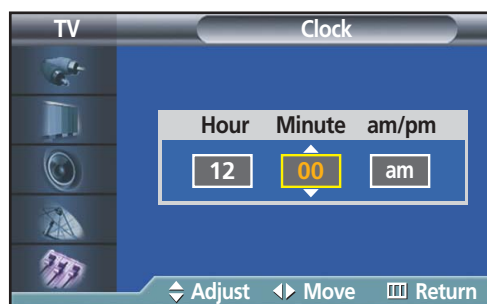 TV Clock
Hour Minute am/pm
12 00 am
Adjust Move Return